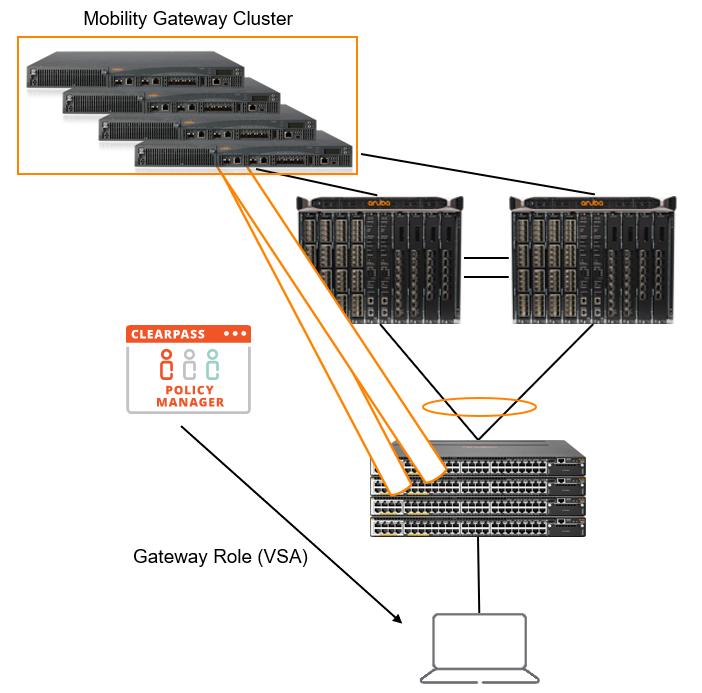 Mobility Gateway Cluster
aruba
aruba
CLEARPASS
POLICY
MANAGER
Gateway Role (VSA)